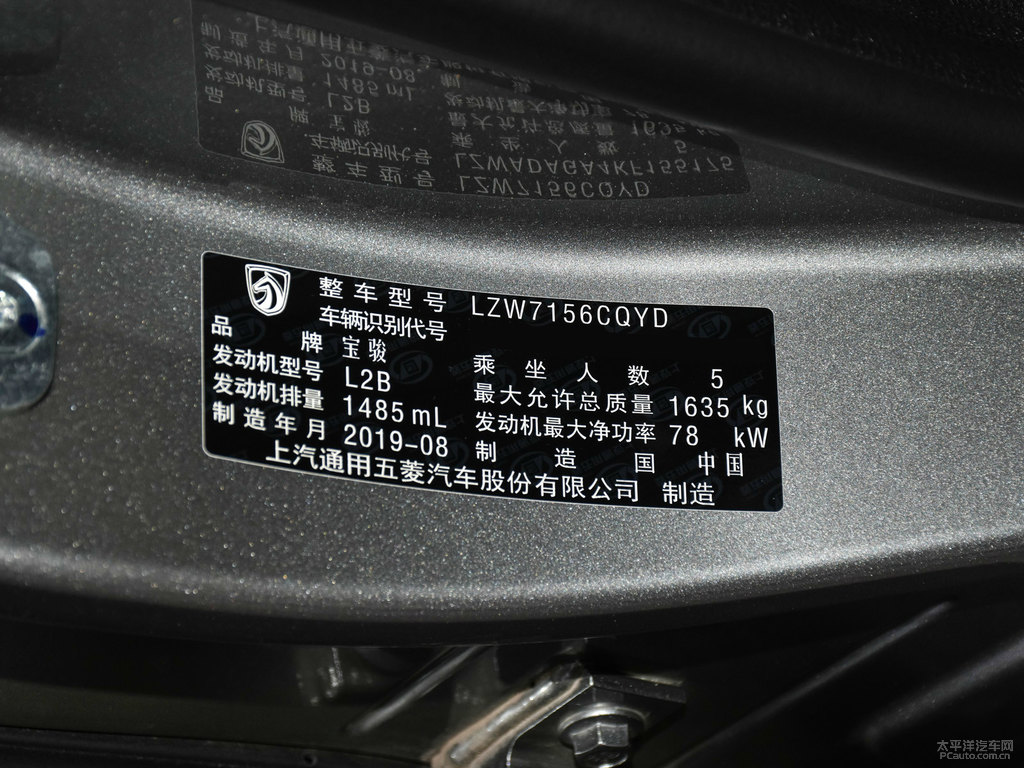 整车型号 LZW7156CQYD
车辆识别代号
品牌 宝骏 乘坐人数 5
发动机型号 L2B 最大允许总质量 1635 kg
发动机排量 1485 mL 发动机最大净功率 78 kW
制造年月 2019-08 制造国 中国
上汽通用五菱汽车股份有限公司 制造
太平洋汽车网
PCauto.com.cn